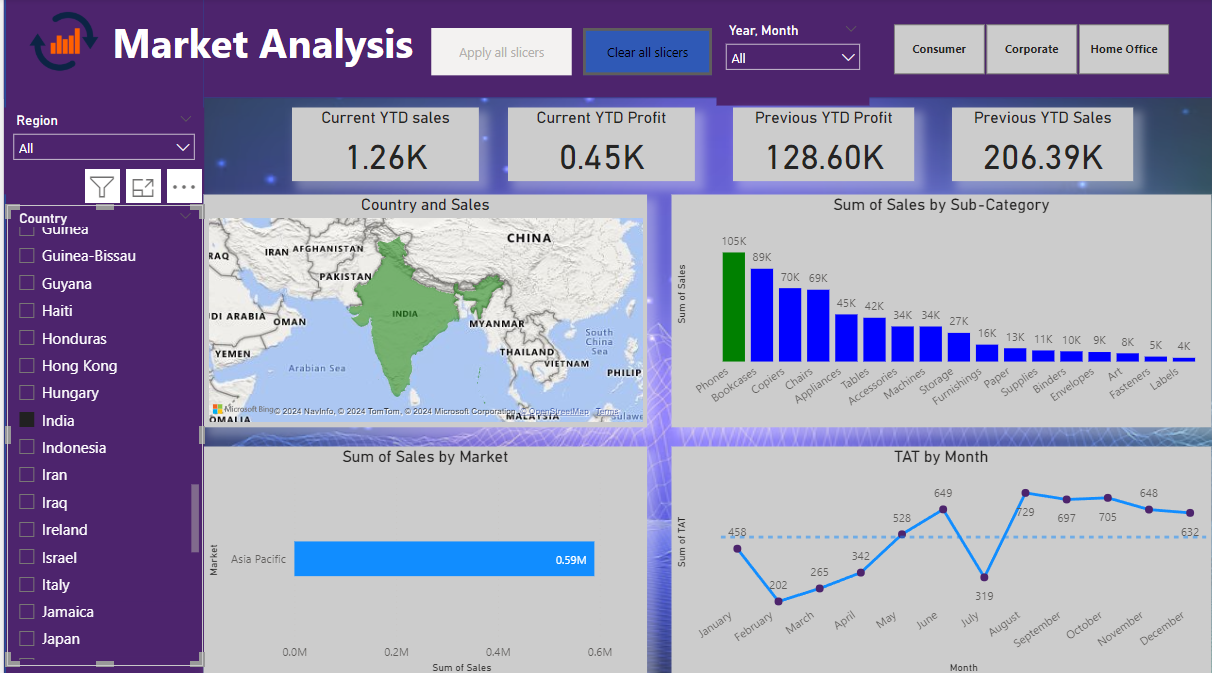 Market Analysis
Apply all slicers
Clear all slicers
Year, Month
All
Consumer
Corporate
Home Office
Region
All
Country
Guinea
Guinea-Bissau
Guyana
Haiti
Honduras
Hong Kong
Hungary
India
Indonesia
Iran
Iraq
Ireland
Israel
Italy
Jamaica
Japan
Current YTD sales
1.26K
Current YTD Profit
0.45K
Previous YTD Profit
128.60K
Previous YTD Sales
206.39K
Country and Sales
CHINA
IRAN
AFGHANISTAN
RAQ
PAKISTAN
DI ARABIA
OMAN
INDIA
MYANMAR
YEMEN
THAILAND
VIETNAM
South
China
Sea
Arabian Sea
PHILIP
Microsoft Bing
© 2024 NavInfo, © 2024 TomTom, © 2024 Microsoft Corporation, © OpenStreetMap Terms
OMALIA
MALAYSIA
Sulawe
Sum of Sales by Sub-Category
Sum of Sales
105K
89K
70K
69K
45K
42K
34K
34K
27K
16K
13K
11K
10K
9K
8K
5K
4K
Phones
Bookcases
Copiers
Chairs
Appliances
Tables
Accessories
Machines
Storage
Furnishings
Paper
Supplies
Binders
Envelopes
Art
Fasteners
Labels
Sum of Sales by Market
Market
Asia Pacific
0.59M
0.0M
0.2M
0.4M
0.6M
Sum of Sales
TAT by Month
Sum of TAT
458
202
265
342
528
649
319
729
697
705
648
632
January
February
March
April
May
June
July
August
September
October
November
December
Month